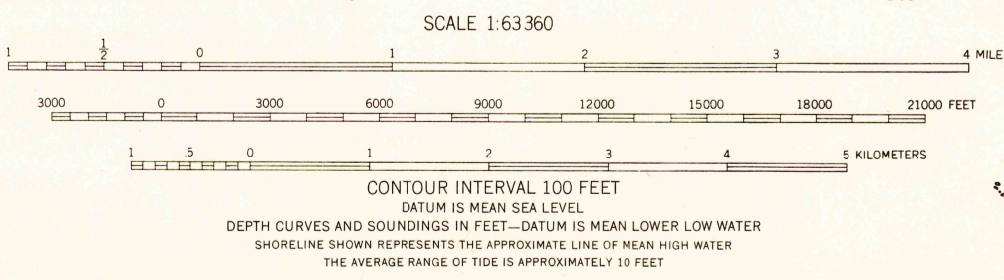 SCALE 1:63360
1 ½ 0 1 2 3 4 MILE
3000 0 3000 6000 9000 12000 15000 18000 21000 FEET
1 .5 0 1 2 3 4 5 KILOMETERS
CONTOUR INTERVAL 100 FEET
DATUM IS MEAN SEA LEVEL
DEPTH CURVES AND SOUNDINGS IN FEET—DATUM IS MEAN LOWER LOW WATER
SHORELINE SHOWN REPRESENTS THE APPROXIMATE LINE OF MEAN HIGH WATER
THE AVERAGE RANGE OF TIDE IS APPROXIMATELY 10 FEET